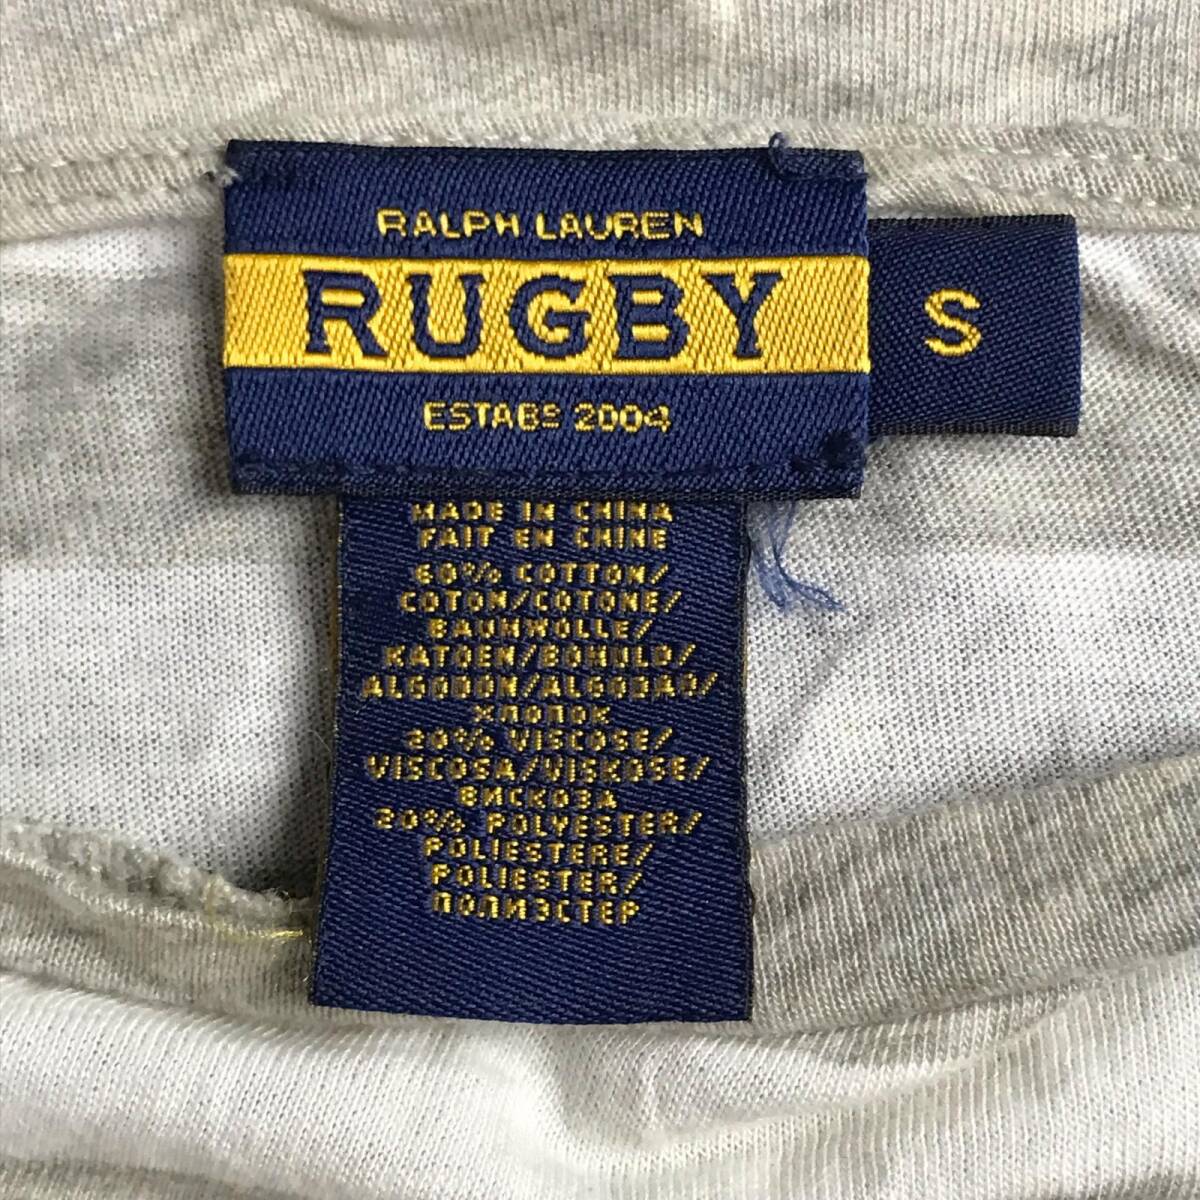 RALPH LAUREN
RUGBY
S
ESTABº 2004
MADE IN CHINA
FAIT EN CHINE
60% COTTON/
COTON/COTONE/
BAUMWOLLE/
KATOEN/BOMULD/
ALGODON/ALGODAO/
ХЛОПОК
20% VISCOSE/
VISCOSA/VISKOSE/
ВИСКОЗА
20% POLYESTER/
POLIESTERE/
POLIESTER/
ПОЛИЭСТЕР